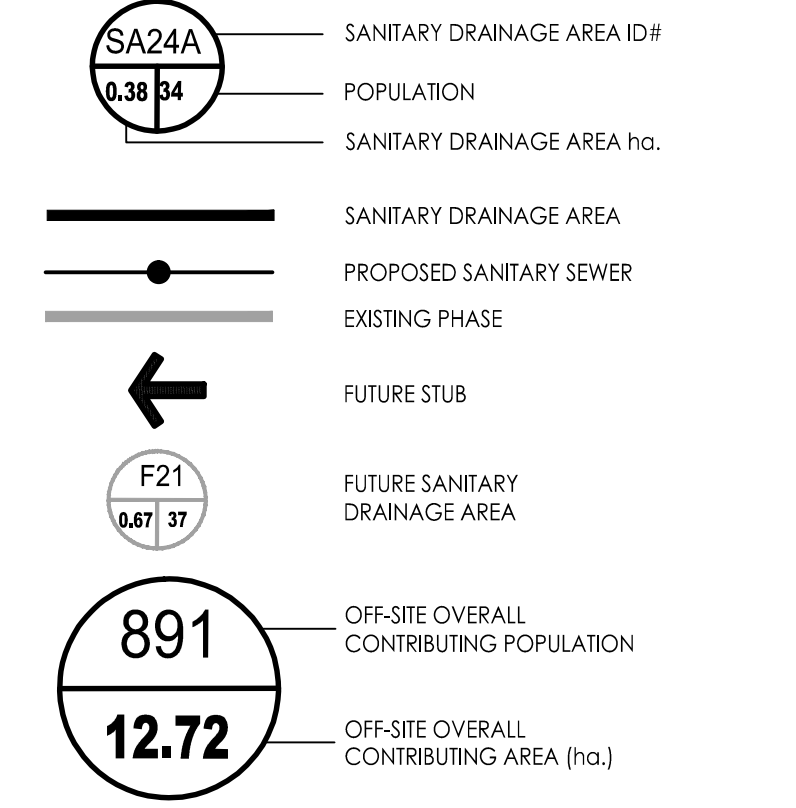 SA24A
SANITARY DRAINAGE AREA ID#
0.38 34
POPULATION
SANITARY DRAINAGE AREA ha.
SANITARY DRAINAGE AREA
PROPOSED SANITARY SEWER
EXISTING PHASE
FUTURE STUB
F21
0.67 37
FUTURE SANITARY
DRAINAGE AREA
891
OFF-SITE OVERALL
CONTRIBUTING POPULATION
12.72
OFF-SITE OVERALL
CONTRIBUTING AREA (ha.)